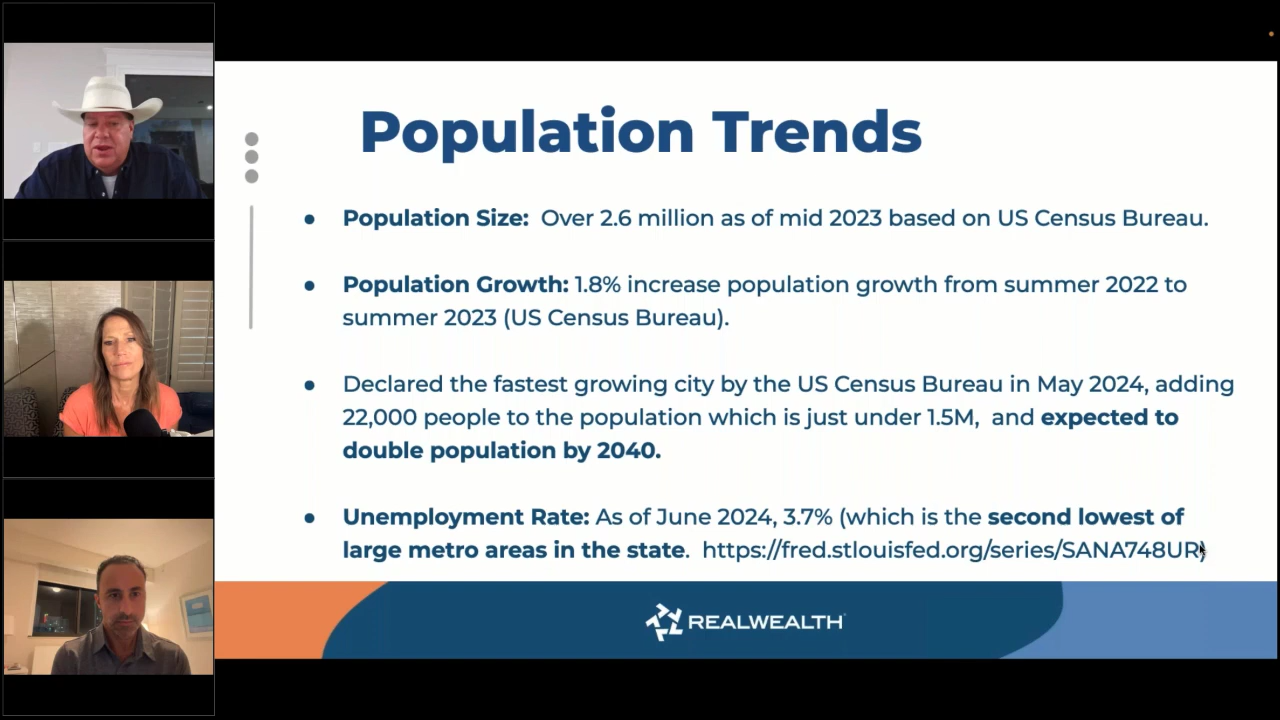 Population Trends
● Population Size: Over 2.6 million as of mid 2023 based on US Census Bureau.
● Population Growth: 1.8% increase population growth from summer 2022 to
summer 2023 (US Census Bureau).
● Declared the fastest growing city by the US Census Bureau in May 2024, adding
22,000 people to the population which is just under 1.5M, and expected to
double population by 2040.
● Unemployment Rate: As of June 2024, 3.7% (which is the second lowest of
large metro areas in the state. https://fred.stlouisfed.org/series/SANA748UR)
REALWEALTH